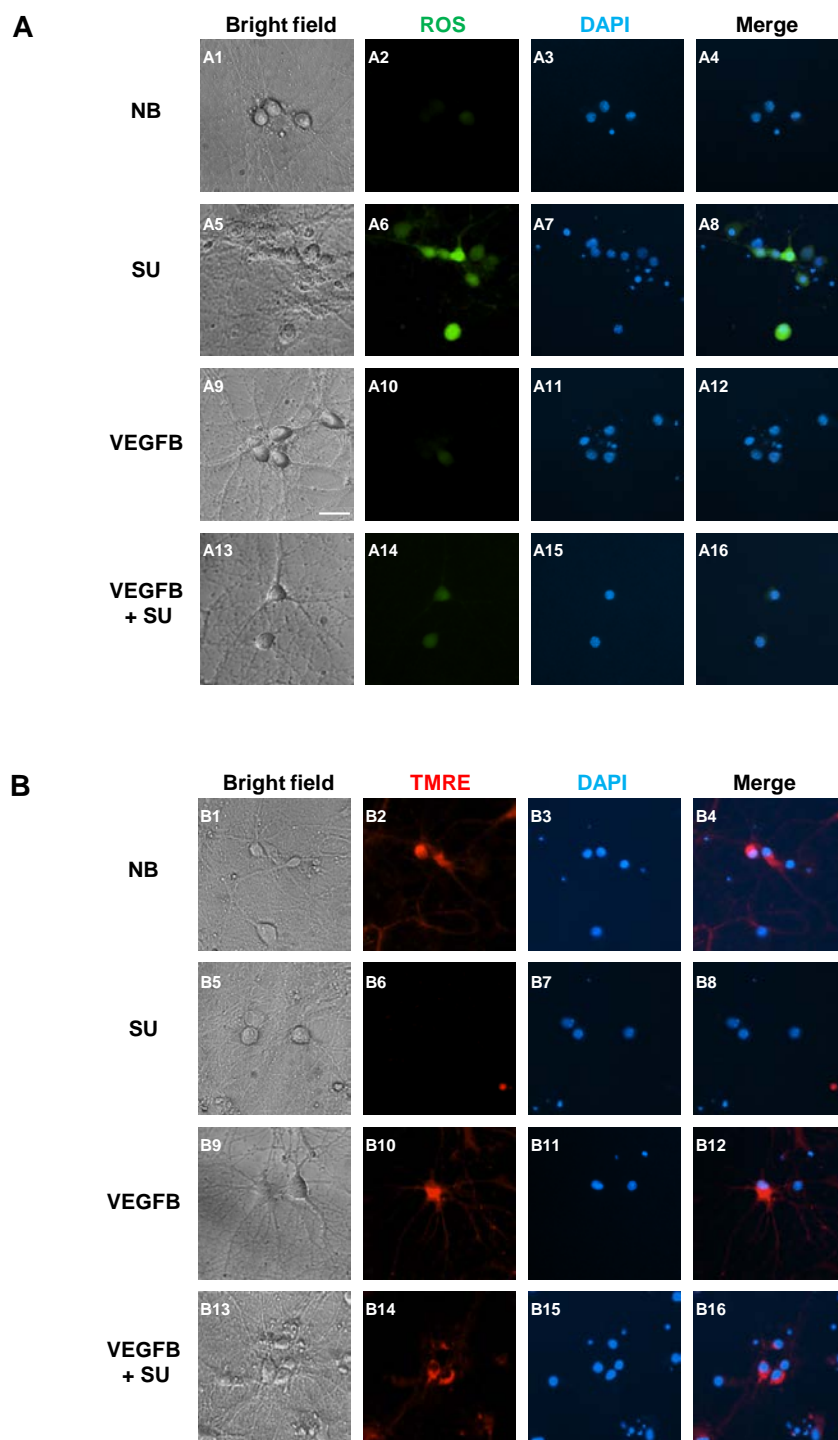 A
Bright field ROS DAPI Merge
NB
A1 A2 A3 A4
SU
A5 A6 A7 A8
VEGFB
A9 A10 A11 A12
VEGFB
+ SU
A13 A14 A15 A16
B
Bright field TMRE DAPI Merge
NB
B1 B2 B3 B4
SU
B5 B6 B7 B8
VEGFB
B9 B10 B11 B12
VEGFB
+ SU
B13 B14 B15 B16